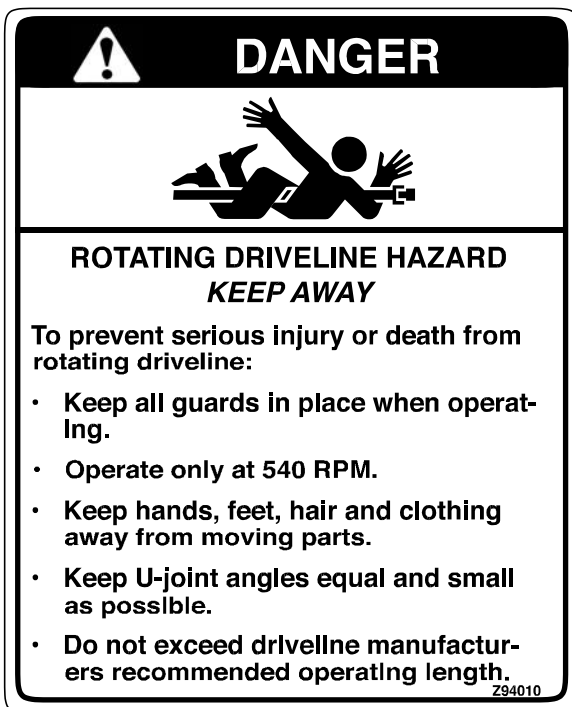 DANGER
ROTATING DRIVELINE HAZARD
KEEP AWAY
To prevent serious injury or death from
rotating driveline:
· Keep all guards in place when operat-
ing.
· Operate only at 540 RPM.
· Keep hands, feet, hair and clothing
away from moving parts.
· Keep U-joint angles equal and small
as possible.
· Do not exceed driveline manufactur-
ers recommended operating length.
Z94010